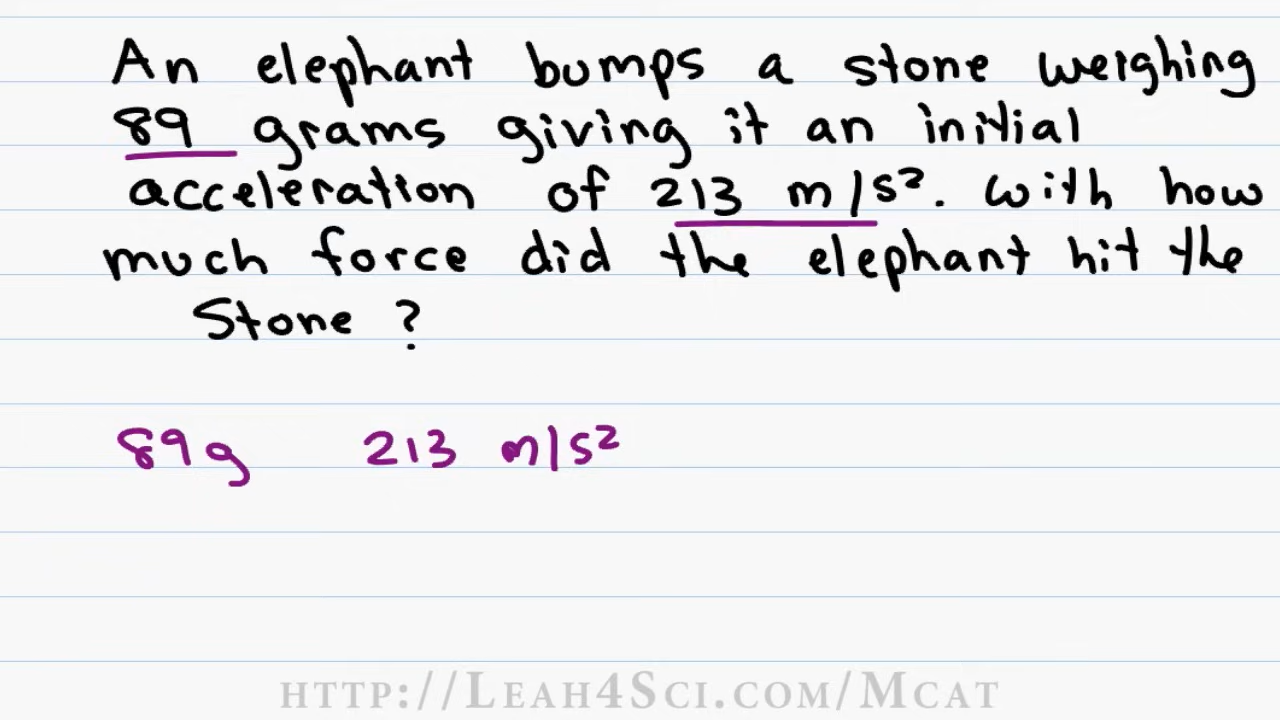 An elephant bumps a stone weighing
89 grams giving it an initial
acceleration of 213 m/s². with how
much force did the elephant hit the
Stone ?
89g 213 m/s²
HTTP://LEAH4SCI.COM/MCAT